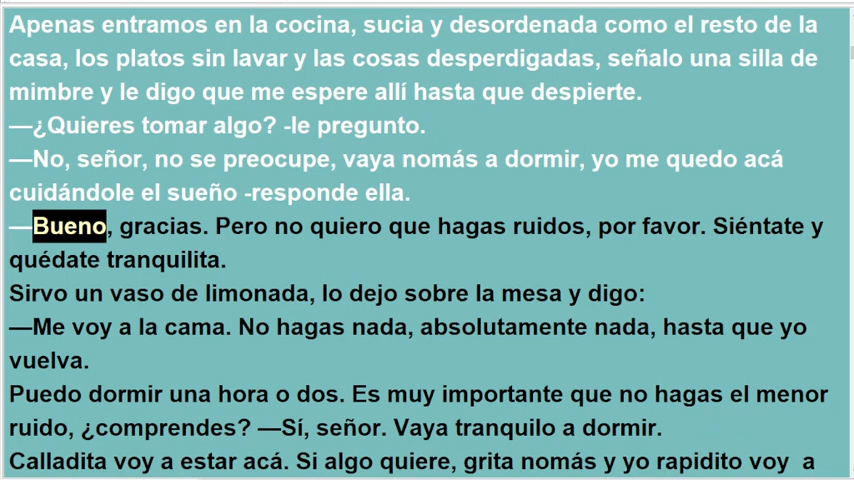 Apenas entramos en la cocina, sucia y desordenada como el resto de la
casa, los platos sin lavar y las cosas desperdigadas, señalo una silla de
mimbre y le digo que me espere allí hasta que despierte.
—¿Quieres tomar algo? -le pregunto.
—No, señor, no se preocupe, vaya nomás a dormir, yo me quedo acá
cuidándole el sueño -responde ella.
—Bueno, gracias. Pero no quiero que hagas ruidos, por favor. Siéntate y
quédate tranquilita.
Sirvo un vaso de limonada, lo dejo sobre la mesa y digo:
—Me voy a la cama. No hagas nada, absolutamente nada, hasta que yo
vuelva.
Puedo dormir una hora o dos. Es muy importante que no hagas el menor
ruido, ¿comprendes? —Sí, señor. Vaya tranquilo a dormir.
Calladita voy a estar acá. Si algo quiere, grita nomás y yo rapidito voy a